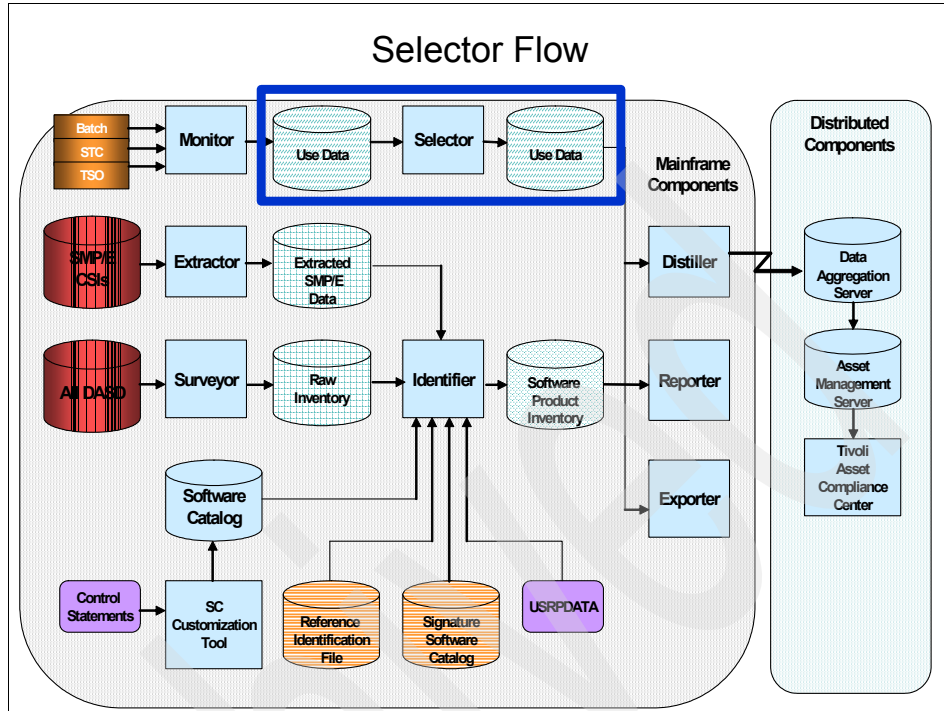 Selector Flow
Batch
STC
TSO
Monitor
Use Data
Selector
Use Data
Mainframe
Components
Distributed
Components
SMP/E
CSIs
Extractor
Extracted
SMP/E
Data
Distiller
Data
Aggregation
Server
All DASD
Surveyor
Raw
Inventory
Identifier
Software
Product
Inventory
Reporter
Asset
Management
Server
Software
Catalog
Exporter
Tivoli
Asset
Compliance
Center
Control
Statements
SC
Customization
Tool
Reference
Identification
File
Signature
Software
Catalog
USRPDATA